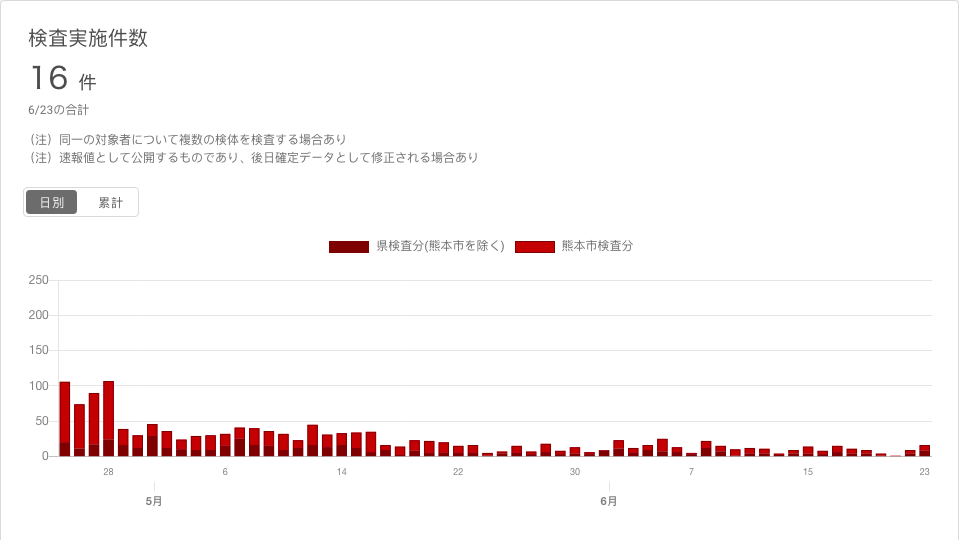 検査実施件数
16 件
6/23の合計
（注）同一の対象者について複数の検体を検査する場合あり
（注）速報値として公開するものであり、後日確定データとして修正される場合あり
日別 累計
県検査分(熊本市を除く) 熊本市検査分
250
200
150
100
50
0
28 6 14 22 30 7 15 23
5月 6月